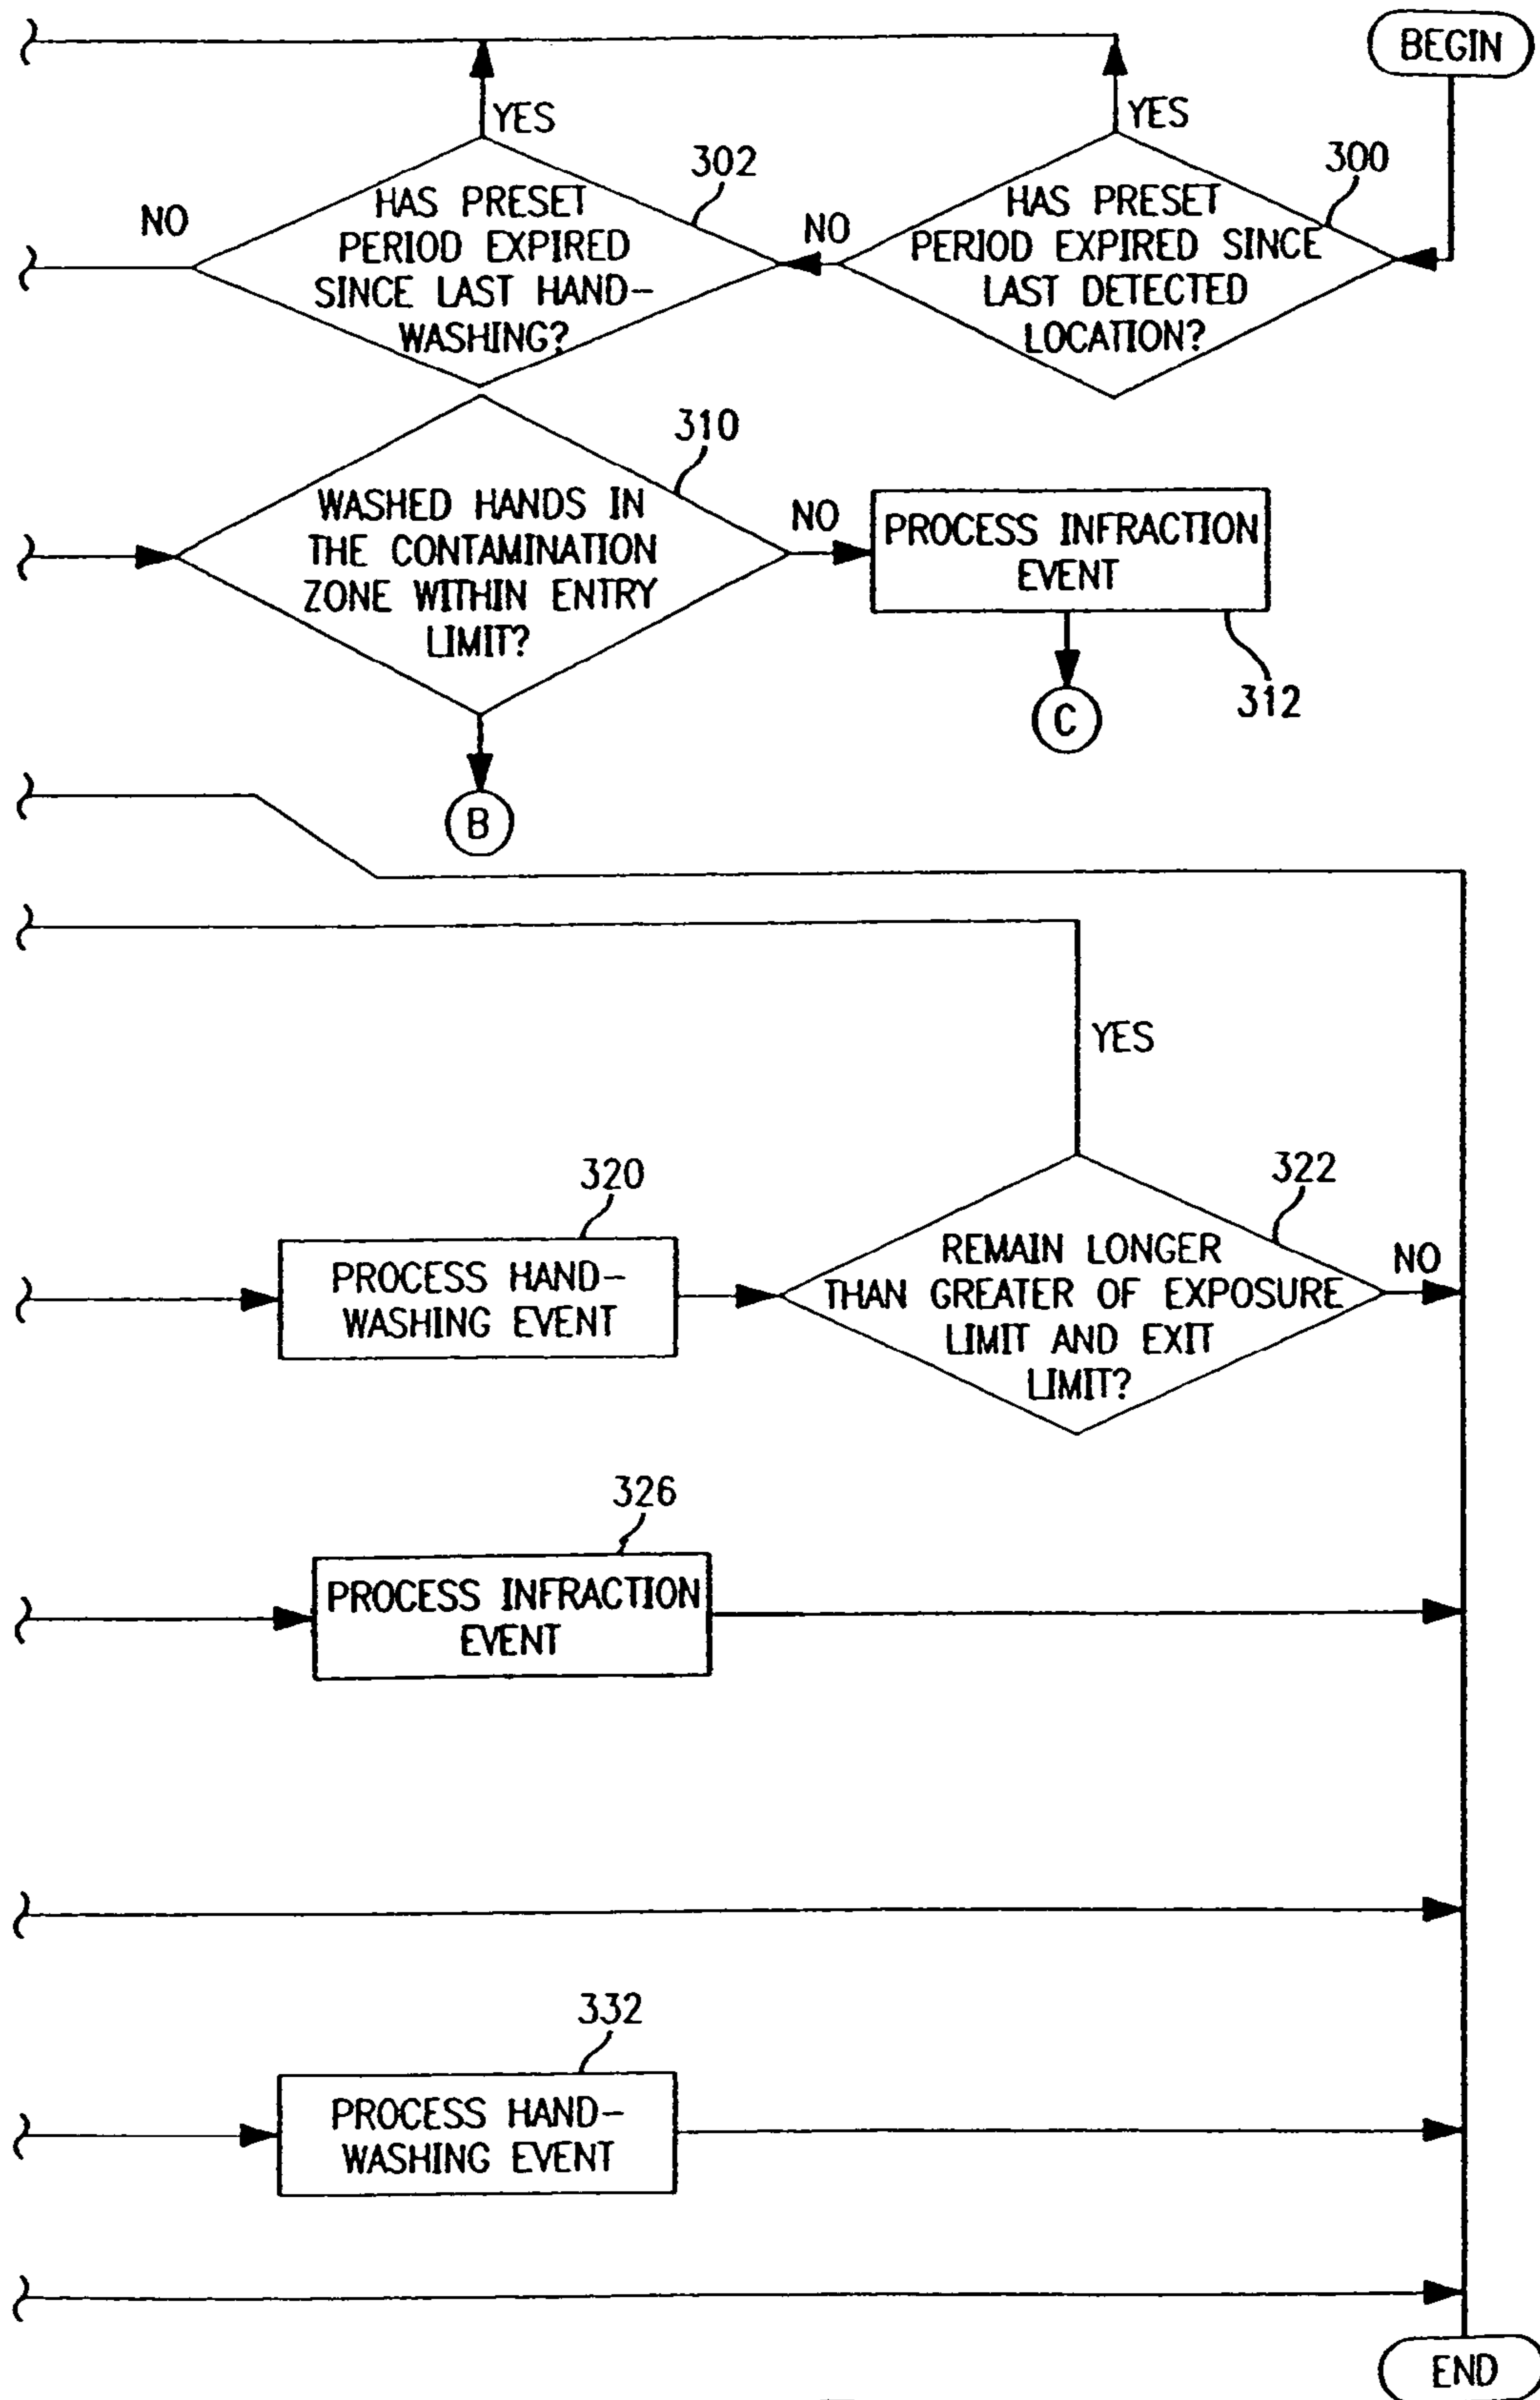 BEGIN
YES
YES
302
300
NO
HAS PRESET
PERIOD EXPIRED
SINCE LAST HAND-
WASHING?
NO
HAS PRESET
PERIOD EXPIRED SINCE
LAST DETECTED
LOCATION?
310
WASHED HANDS IN
THE CONTAMINATION
ZONE WITHIN ENTRY
LIMIT?
NO
PROCESS INFRACTION
EVENT
312
C
B
YES
320
PROCESS HAND-
WASHING EVENT
322
REMAIN LONGER
THAN GREATER OF EXPOSURE
LIMIT AND EXIT
LIMIT?
NO
326
PROCESS INFRACTION
EVENT
332
PROCESS HAND-
WASHING EVENT
END